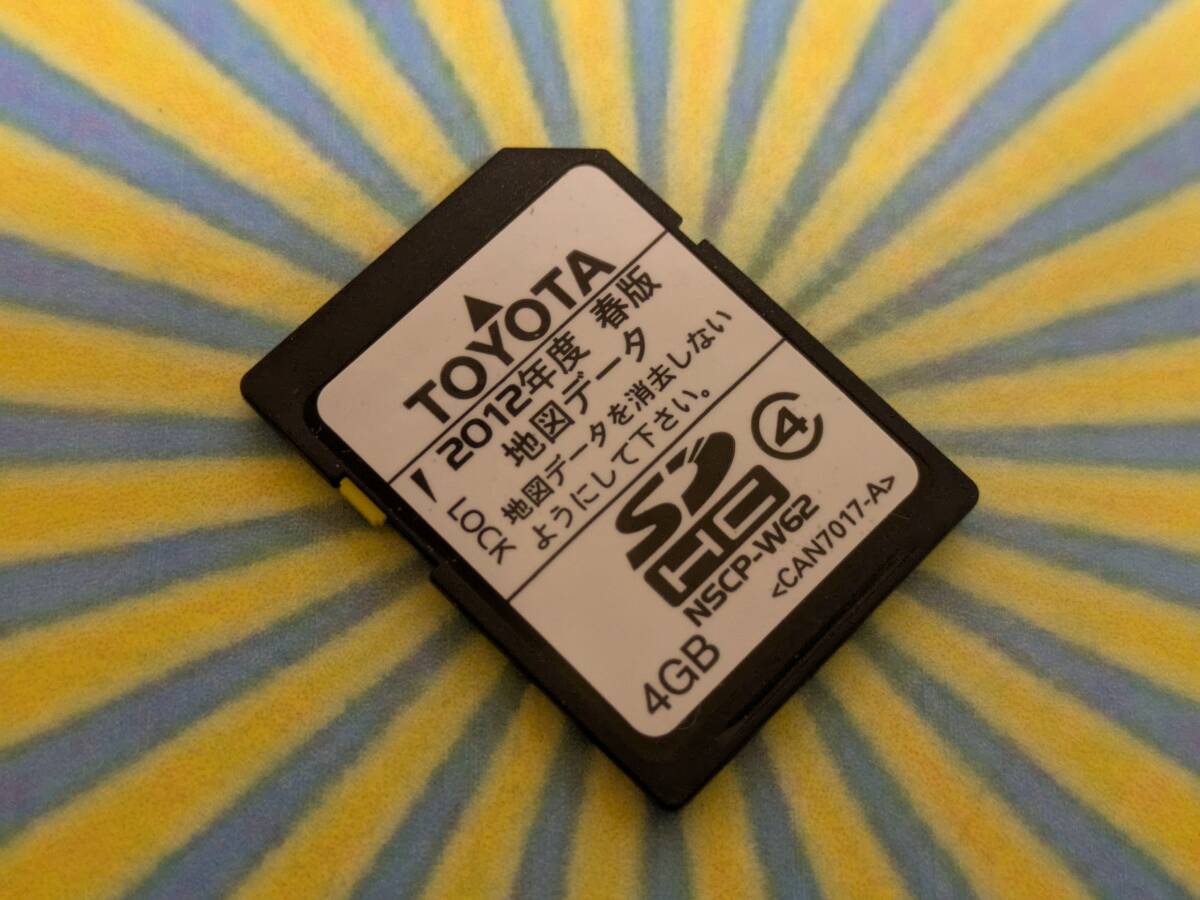 TOYOTA
2012年度 春版
地図データ
LOCK
地図データを消去しない
ようにして下さい。
SD
HC
4
NSCP-W62
<CAN7017-A>
4GB